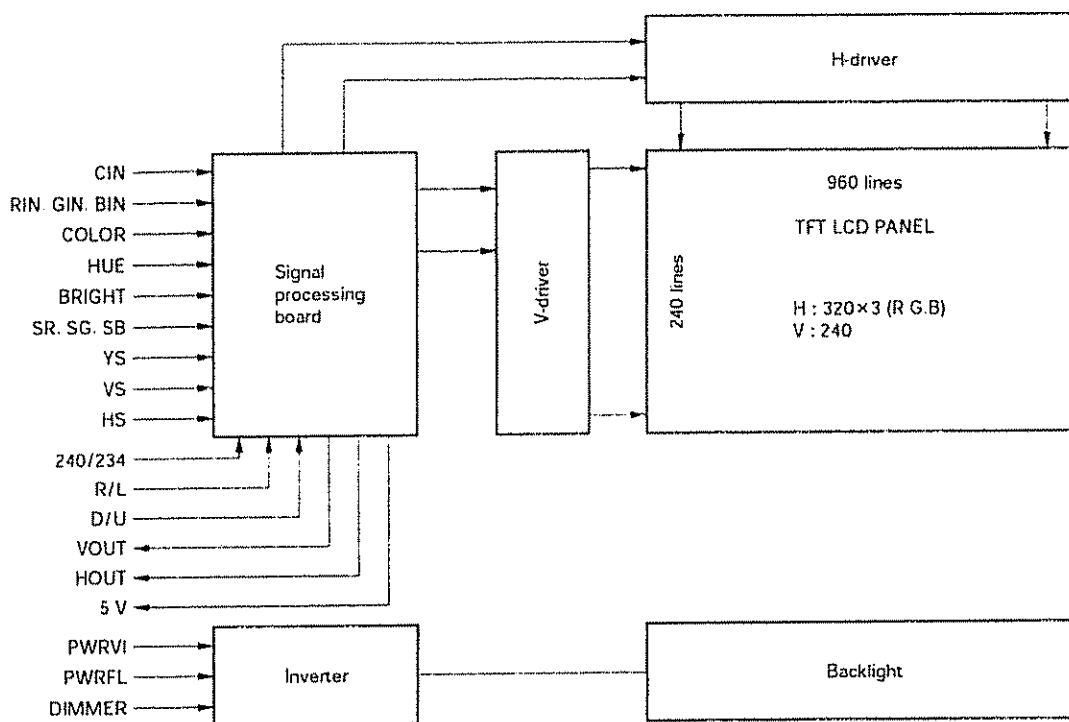 H-driver
CIN
RIN. GIN. BIN
COLOR
HUE
BRIGHT
SR. SG. SB
YS
VS
HS
Signal
processing
board
V-driver
960 lines
240 lines
TFT LCD PANEL
H : 320×3 (R G.B)
V : 240
240/234
R/L
D/U
VOUT
HOUT
5 V
PWRVI
PWRFL
DIMMER
Inverter
Backlight